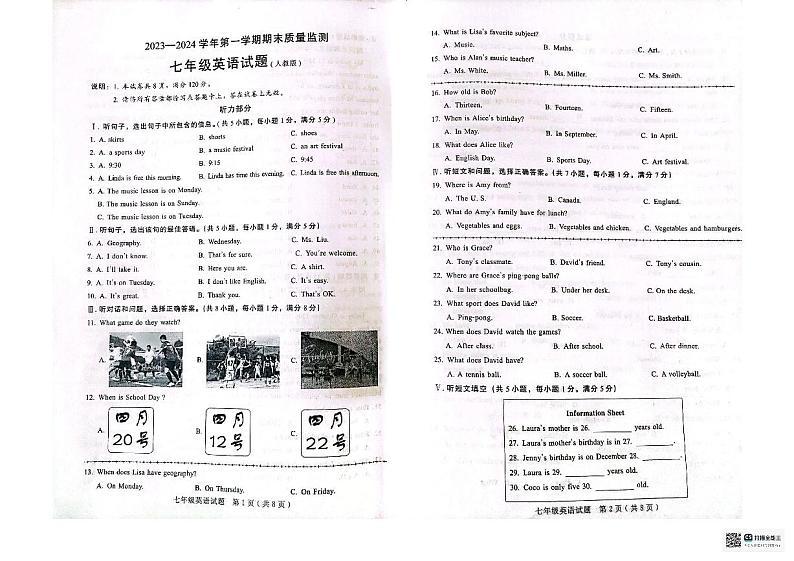 2023—2024学年第一学期期末质量监测
七年级英语试题(人教版)
说明:1. 本试卷共8页,满分120分。
2. 请将所有答案都涂写在答题卡上,答在试卷上无效。
听力部分
Ⅰ. 听句子,选出句子中所包含的信息。(共5小题,每小题1分,满分5分)
1. A. skirts B. shorts C. shoes
2. A. a sports day B. a music festival C. an art festival
3. A. 9:30 B. 9:15 C. 9:45
4. A. Linda is free this morning. B. Linda has time this evening. C. Linda is free this afternoon.
5. A. The music lesson is on Monday.
B. The music lesson is on Sunday.
C. The music lesson is on Tuesday.
Ⅱ. 听句子,选出该句的最佳答语。(共5小题,每小题1分,满分5分)
6. A. Geography. B. Wednesday. C. Ms. Liu.
7. A. I don't know. B. That's for sure. C. You're welcome.
8. A. I'll take it. B. Here you are. C. A shirt.
9. A. It's on Tuesday. B. I don't like English. C. It's easy.
10. A. It's great. B. Thank you. C. That's OK.
Ⅲ. 听对话和问题,选择正确答案。(共8小题,每小题1分,满分8分)
11. What game do they watch?
A. B. C.
12. When is School Day ?
A. 四月20号 B. 四月12号 C. 四月22号
13. When does Lisa have geography?
A. On Monday. B. On Thursday. C. On Friday.
七年级英语试题 第1页(共8页)
14. What is Lisa's favorite subject?
A. Music. B. Maths. C. Art.
15. Who is Alan's music teacher?
A. Ms. White. B. Ms. Miller. C. Ms. Smith.
16. How old is Bob?
A. Thirteen. B. Fourteen. C. Fifteen.
17. When is Alice's birthday?
A. In May. B. In September. C. In April.
18. What does Alice like?
A. English Day. B. Sports Day. C. Art festival.
Ⅳ. 听短文和问题,选择正确答案。(共7小题,每小题1分,满分7分)
19. Where is Amy from?
A. The U. S. B. Canada. C. England.
20. What do Amy's family have for lunch?
A. Vegetables and eggs. B. Vegetables and chicken. C. Vegetables and hamburgers.
21. Who is Grace?
A. Tony's classmate. B. David's friend. C. Tony's cousin.
22. Where are Grace's ping-pong balls?
A. In her schoolbag. B. Under her desk. C. On the desk.
23. What sport does David like?
A. Ping-pong. B. Soccer. C. Basketball.
24. When does David watch the games?
A. After class. B. After school. C. After dinner.
25. What does David have?
A. A tennis ball. B. A soccer ball. C. A volleyball.
Ⅴ. 听短文填空(共5小题,每小题1分,满分5分)
Information Sheet
26. Laura's mother is 26. ________ years old.
27. Laura's mother's birthday is in 27. ________.
28. Jenny's birthday is on December 28. ________.
29. Laura is 29. ________ years old.
30. Coco is only five 30. ________ old.
七年级英语试题 第2页(共8页)
扫描全能王